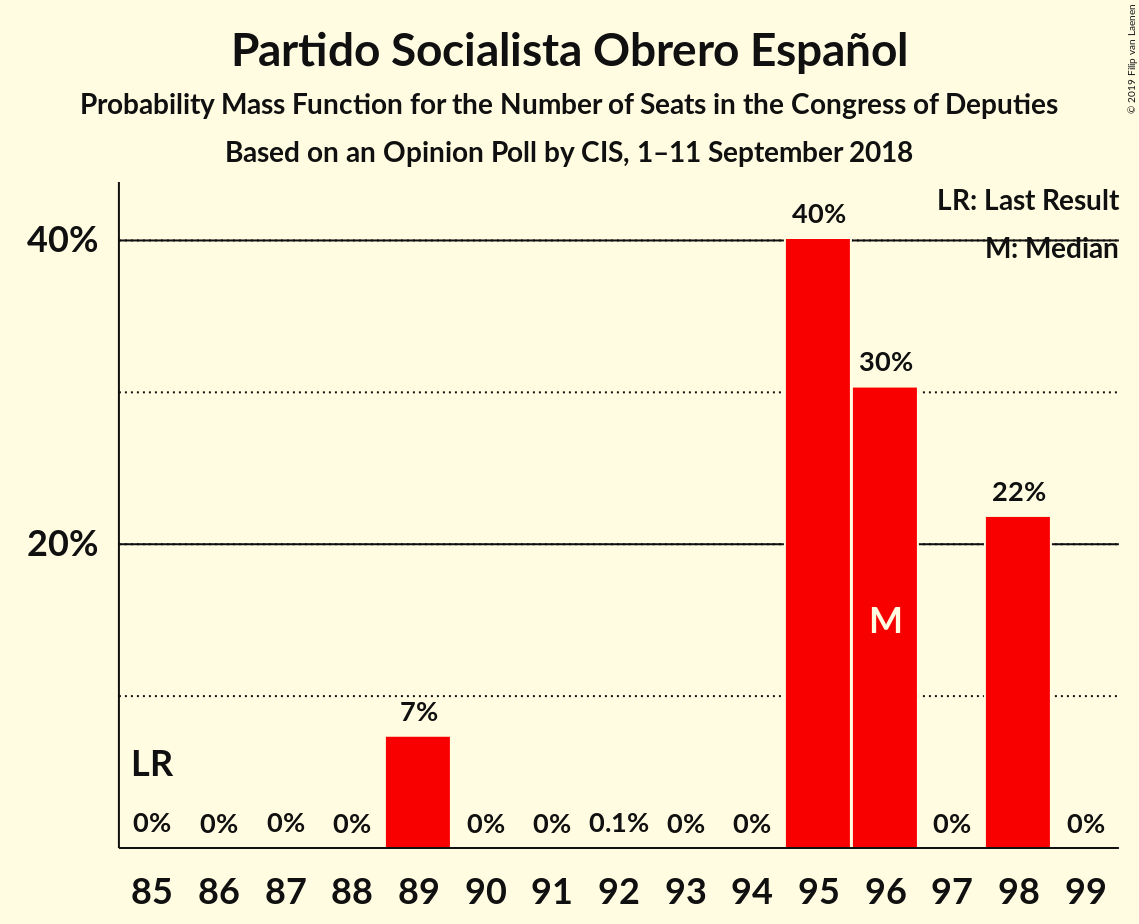 Partido Socialista Obrero Español
Probability Mass Function for the Number of Seats in the Congress of Deputies
Based on an Opinion Poll by CIS, 1–11 September 2018
© 2019 Filip van Laenen
LR: Last Result
M: Median
40%
20%
40%
30%
22%
M
7%
LR
0% 0% 0% 0% 0% 0% 0.1% 0% 0% 0% 0%
85 86 87 88 89 90 91 92 93 94 95 96 97 98 99